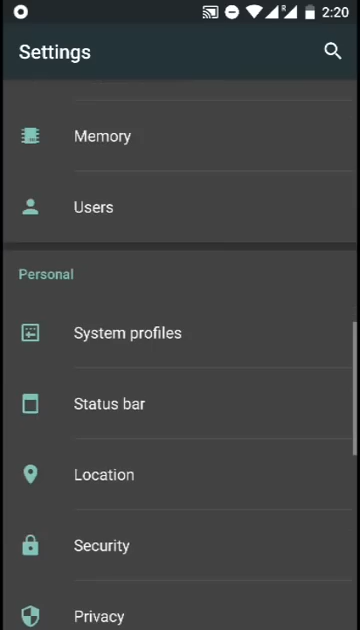 R
2:20
Settings
Memory
Users
Personal
System profiles
Status bar
Location
Security
Privacy